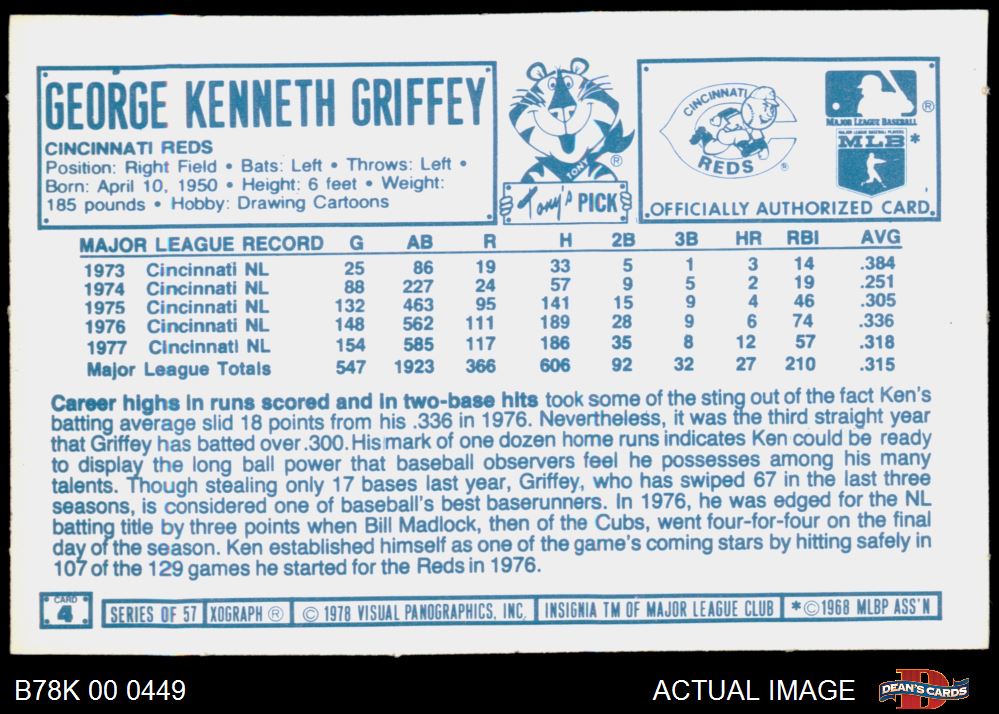 GEORGE KENNETH GRIFFEY
CINCINNATI REDS
Position: Right Field • Bats: Left • Throws: Left •
Born: April 10, 1950 • Height: 6 feet • Weight:
185 pounds • Hobby: Drawing Cartoons
TONY
®
Tony's PICK
CINCINNATI
REDS
®
®
MAJOR LEAGUE BASEBALL
MAJOR LEAGUE BASEBALL PLAYERS
MLB*
OFFICIALLY AUTHORIZED CARD
MAJOR LEAGUE RECORD G AB R H 2B 3B HR RBI AVG
1973 Cincinnati NL 25 86 19 33 5 1 3 14 .384
1974 Cincinnati NL 88 227 24 57 9 5 2 19 .251
1975 Cincinnati NL 132 463 95 141 15 9 4 46 .305
1976 Cincinnati NL 148 562 111 189 28 9 6 74 .336
1977 Cincinnati NL 154 585 117 186 35 8 12 57 .318
Major League Totals 547 1923 366 606 92 32 27 210 .315
Career highs in runs scored and in two-base hits took some of the sting out of the fact Ken's
batting average slid 18 points from his .336 in 1976. Nevertheless, it was the third straight year
that Griffey has batted over .300. His mark of one dozen home runs indicates Ken could be ready
to display the long ball power that baseball observers feel he possesses among his many
talents. Though stealing only 17 bases last year, Griffey, who has swiped 67 in the last three
seasons, is considered one of baseball's best baserunners. In 1976, he was edged for the NL
batting title by three points when Bill Madlock, then of the Cubs, went four-for-four on the final
day of the season. Ken established himself as one of the game's coming stars by hitting safely in
107 of the 129 games he started for the Reds in 1976.
CARD
4
SERIES OF 57 XOGRAPH ® © 1978 VISUAL PANOGRAPHICS, INC. INSIGNIA TM OF MAJOR LEAGUE CLUB *©1968 MLBP ASS'N
B78K 00 0449
ACTUAL IMAGE
D
DEAN'S CARDS